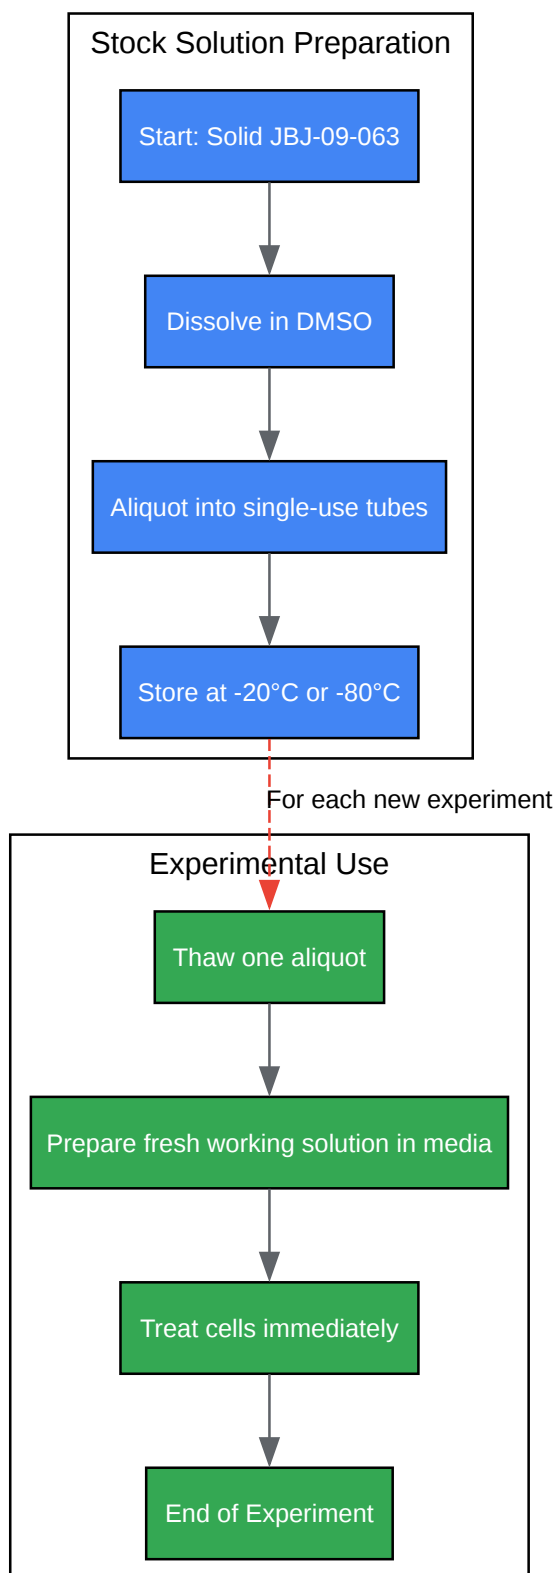 Stock Solution Preparation
Start: Solid JBJ-09-063
Dissolve in DMSO
Aliquot into single-use tubes
Store at -20°C or -80°C
For each new experiment
Experimental Use
Thaw one aliquot
Prepare fresh working solution in media
Treat cells immediately
End of Experiment